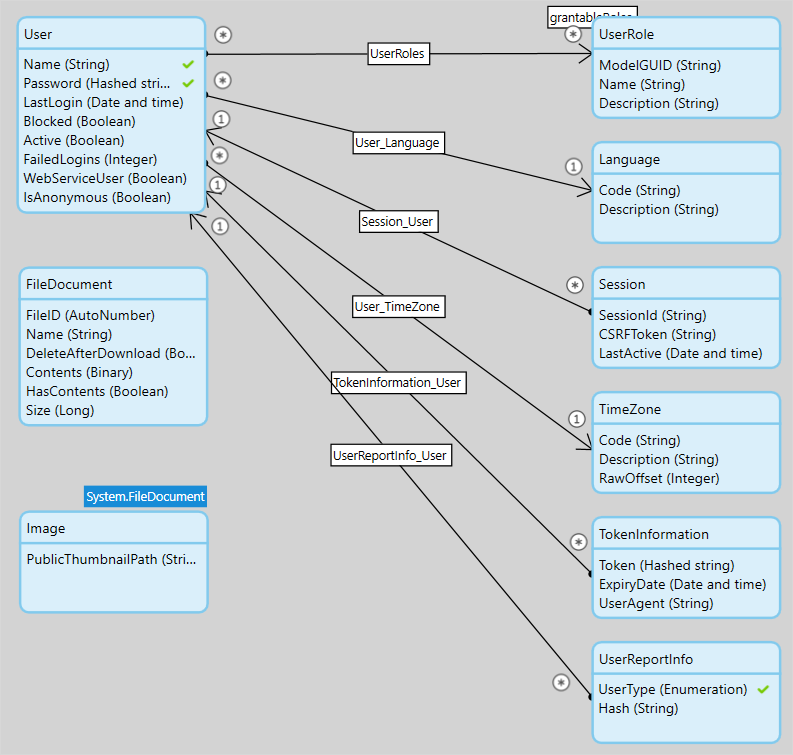 User
Name (String)
Password (Hashed stri...
LastLogin (Date and time)
Blocked (Boolean)
Active (Boolean)
FailedLogins (Integer)
WebServiceUser (Boolean)
IsAnonymous (Boolean)
*
*
1
*
1
1
UserRoles
User_Language
Session_User
User_TimeZone
TokenInformation_User
UserReportInfo_User
grantableRoles
*
UserRole
ModelGUID (String)
Name (String)
Description (String)
1
Language
Code (String)
Description (String)
*
Session
SessionId (String)
CSRFToken (String)
LastActive (Date and time)
1
TimeZone
Code (String)
Description (String)
RawOffset (Integer)
*
TokenInformation
Token (Hashed string)
ExpiryDate (Date and time)
UserAgent (String)
*
UserReportInfo
UserType (Enumeration)
Hash (String)
FileDocument
FileID (AutoNumber)
Name (String)
DeleteAfterDownload (Bo...
Contents (Binary)
HasContents (Boolean)
Size (Long)
System.FileDocument
Image
PublicThumbnailPath (Stri...